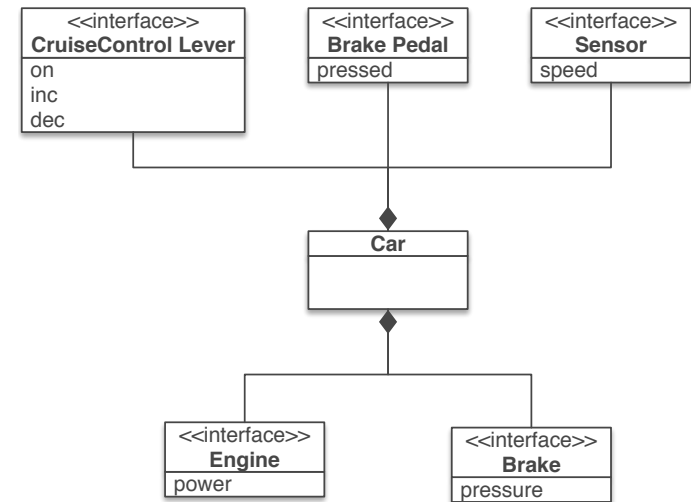 <<interface>>
CruiseControl Lever
on
inc
dec
<<interface>>
Brake Pedal
pressed
<<interface>>
Sensor
speed
Car
<<interface>>
Engine
power
<<interface>>
Brake
pressure